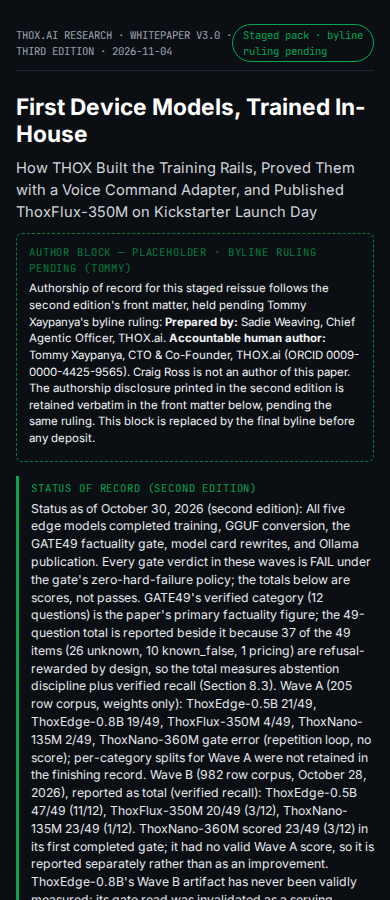 THOX.AI RESEARCH · WHITEPAPER V3.0 ·
THIRD EDITION · 2026-11-04
Staged pack · byline
ruling pending
First Device Models, Trained In-
House
How THOX Built the Training Rails, Proved Them
with a Voice Command Adapter, and Published
ThoxFlux-350M on Kickstarter Launch Day
AUTHOR BLOCK — PLACEHOLDER · BYLINE RULING
PENDING (TOMMY)
Authorship of record for this staged reissue follows the
second edition's front matter, held pending Tommy
Xaypanya's byline ruling: Prepared by: Sadie Weaving, Chief
Agentic Officer, THOX.ai. Accountable human author:
Tommy Xaypanya, CTO & Co-Founder, THOX.ai (ORCID 0009-
0000-4425-9565). Craig Ross is not an author of this paper.
The authorship disclosure printed in the second edition is
retained verbatim in the front matter below, pending the
same ruling. This block is replaced by the final byline before
any deposit.
STATUS OF RECORD (SECOND EDITION)
Status as of October 30, 2026 (second edition): All five
edge models completed training, GGUF conversion, the
GATE49 factuality gate, model card rewrites, and Ollama
publication. Every gate verdict in these waves is FAIL under
the gate's zero-hard-failure policy; the totals below are
scores, not passes. GATE49's verified category (12
questions) is the paper's primary factuality figure; the 49-
question total is reported beside it because 37 of the 49
items (26 unknown, 10 known_false, 1 pricing) are refusal-
rewarded by design, so the total measures abstention
discipline plus verified recall (Section 8.3). Wave A (205
row corpus, weights only): ThoxEdge-0.5B 21/49,
ThoxEdge-0.8B 19/49, ThoxFlux-350M 4/49, ThoxNano-
135M 2/49, ThoxNano-360M gate error (repetition loop, no
score); per-category splits for Wave A were not retained in
the finishing record. Wave B (982 row corpus, October 28,
2026), reported as total (verified recall): ThoxEdge-0.5B
47/49 (11/12), ThoxFlux-350M 20/49 (3/12), ThoxNano-
135M 23/49 (1/12). ThoxNano-360M scored 23/49 (3/12) in
its first completed gate; it had no valid Wave A score, so it is
reported separately rather than as an improvement.
ThoxEdge-0.8B's Wave B artifact has never been validly
measured; its gate read was invalidated as a serving